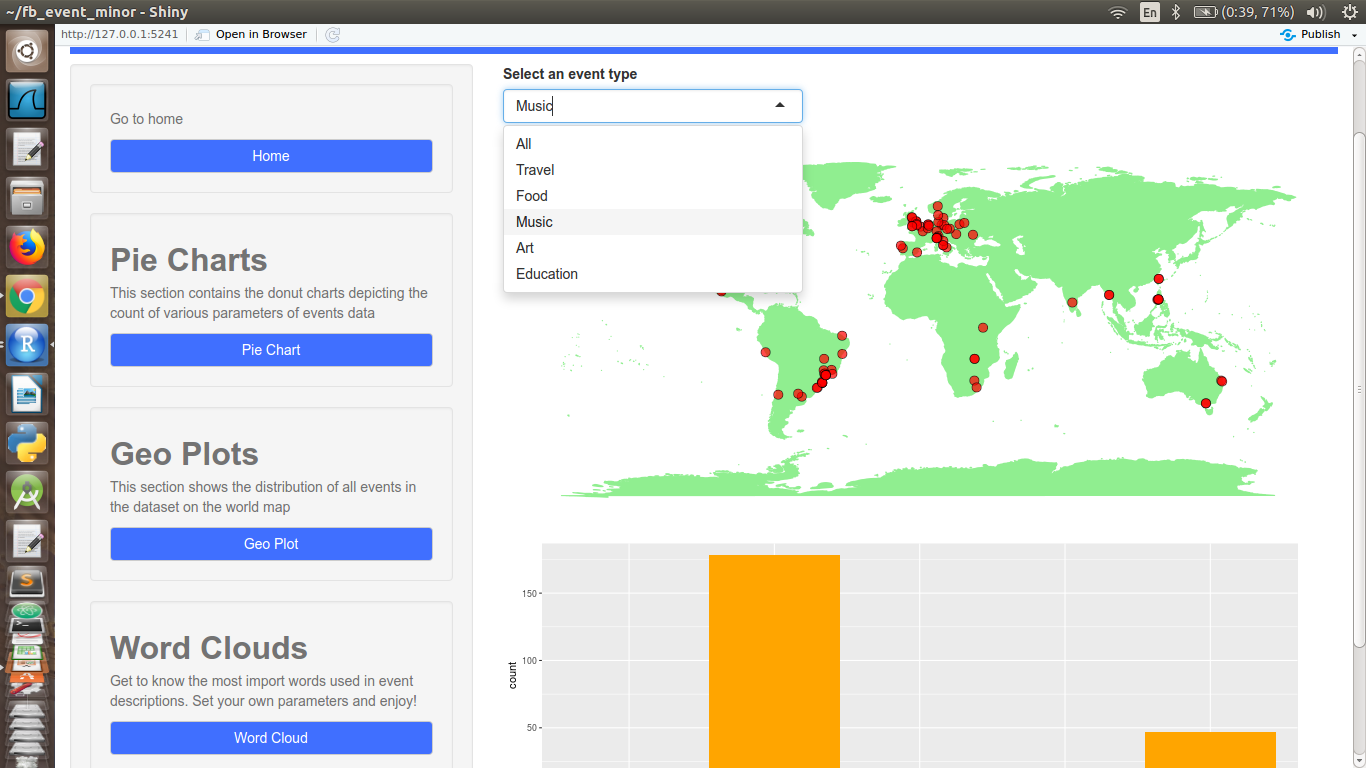 ~/fb_event_minor - Shiny
En
(0:39, 71%)
http://127.0.0.1:5241
Open in Browser
Publish
Go to home
Home
Pie Charts
This section contains the donut charts depicting the
count of various parameters of events data
Pie Chart
Geo Plots
This section shows the distribution of all events in
the dataset on the world map
Geo Plot
Word Clouds
Get to know the most import words used in event
descriptions. Set your own parameters and enjoy!
Word Cloud
Select an event type
Music
All
Travel
Food
Music
Art
Education
150
100
50
count
R
S